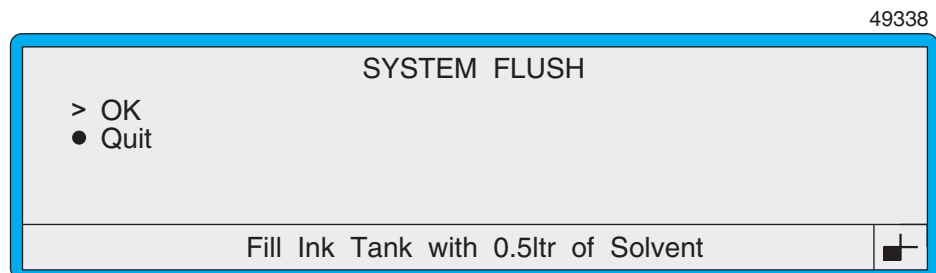 49338
SYSTEM FLUSH
> OK
● Quit
Fill Ink Tank with 0.5ltr of Solvent